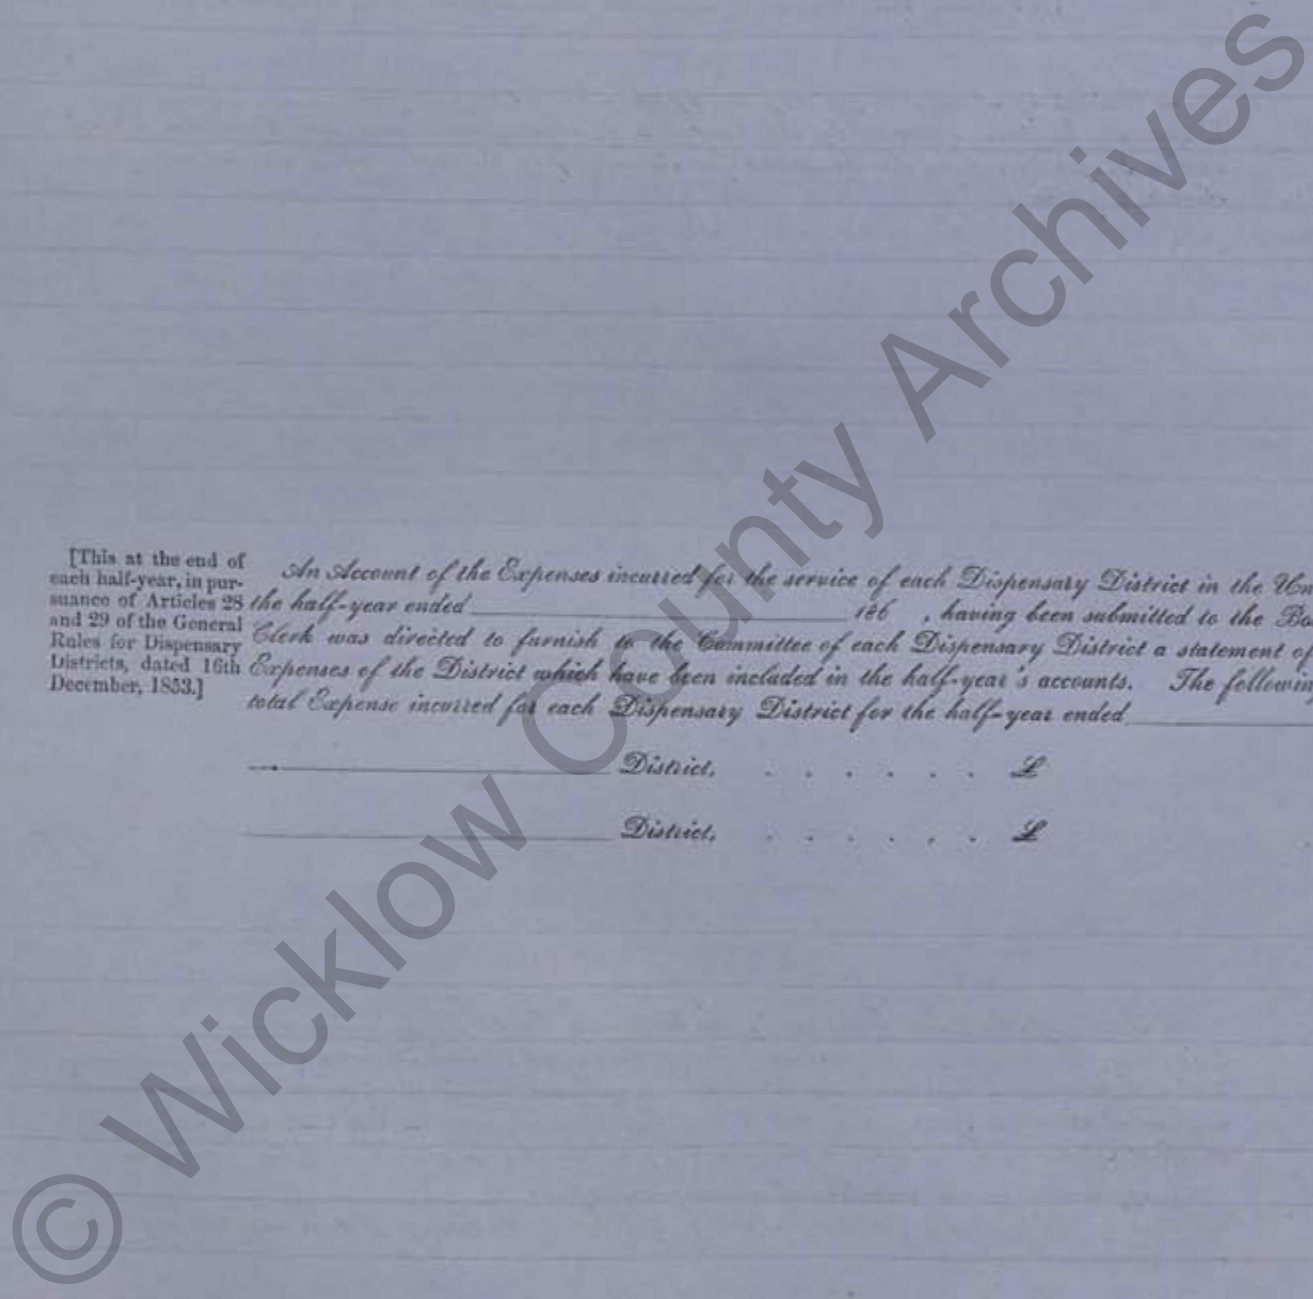 [This at the end of
each half-year, in pur-
suance of Articles 28
and 29 of the General
Rules for Dispensary
Districts, dated 16th
December, 1853.]
An Account of the Expenses incurred for the service of each Dispensary District in the Un
the half-year ended 186 , having been submitted to the Bo
Clerk was directed to furnish to the Committee of each Dispensary District a statement of
Expenses of the District which have been included in the half-year's accounts. The following
total Expense incurred for each Dispensary District for the half-year ended
District, . . . . . . £
District, . . . . . . £
© Wicklow County Archives